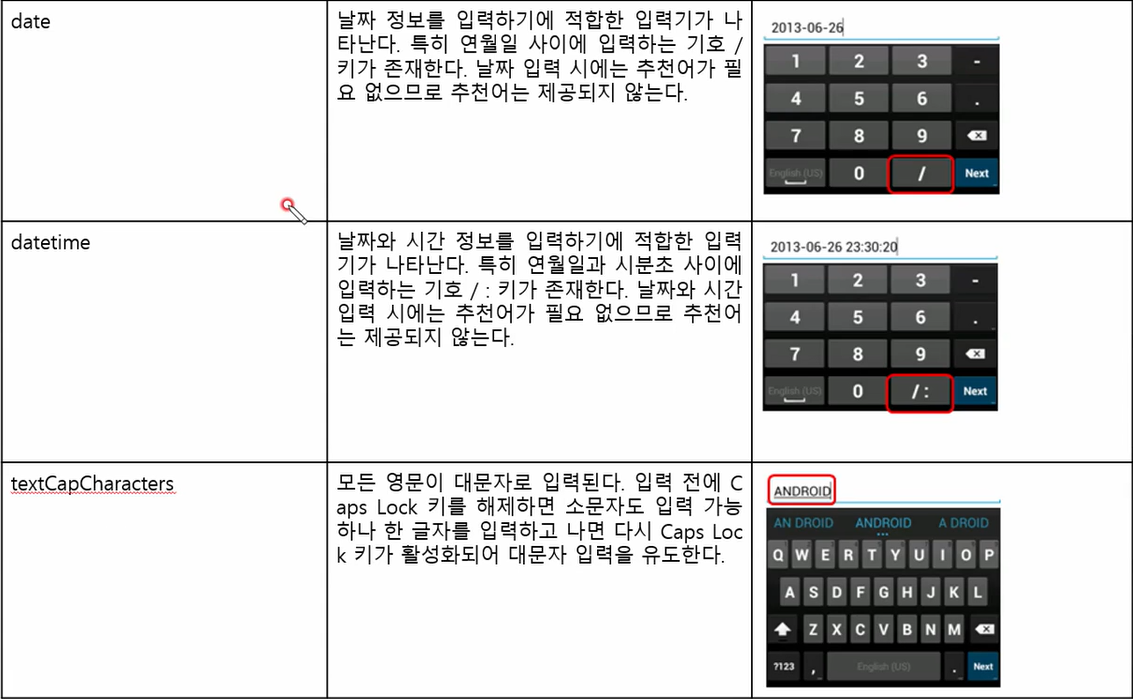 date
날짜 정보를 입력하기에 적합한 입력기가 나
타난다. 특히 연월일 사이에 입력하는 기호 /
키가 존재한다. 날짜 입력 시에는 추천어가 필
요 없으므로 추천어는 제공되지 않는다.
2013-06-26
1 2 3 -
4 5 6 .
7 8 9
English (US) 0 / Next
datetime
날짜와 시간 정보를 입력하기에 적합한 입력
기가 나타난다. 특히 연월일과 시분초 사이에
입력하는 기호 / : 키가 존재한다. 날짜와 시간
입력 시에는 추천어가 필요 없으므로 추천어
는 제공되지 않는다.
2013-06-26 23:30:20
1 2 3 -
4 5 6 .
7 8 9
English (US) 0 / : Next
textCapCharacters
모든 영문이 대문자로 입력된다. 입력 전에 C
aps Lock 키를 해제하면 소문자도 입력 가능
하나 한 글자를 입력하고 나면 다시 Caps Loc
k 키가 활성화되어 대문자 입력을 유도한다.
ANDROID
AN DROID ANDROID A DROID
Q W E R T Y U I O P
A S D F G H J K L
Z X C V B N M
?123 , English (US) . Next